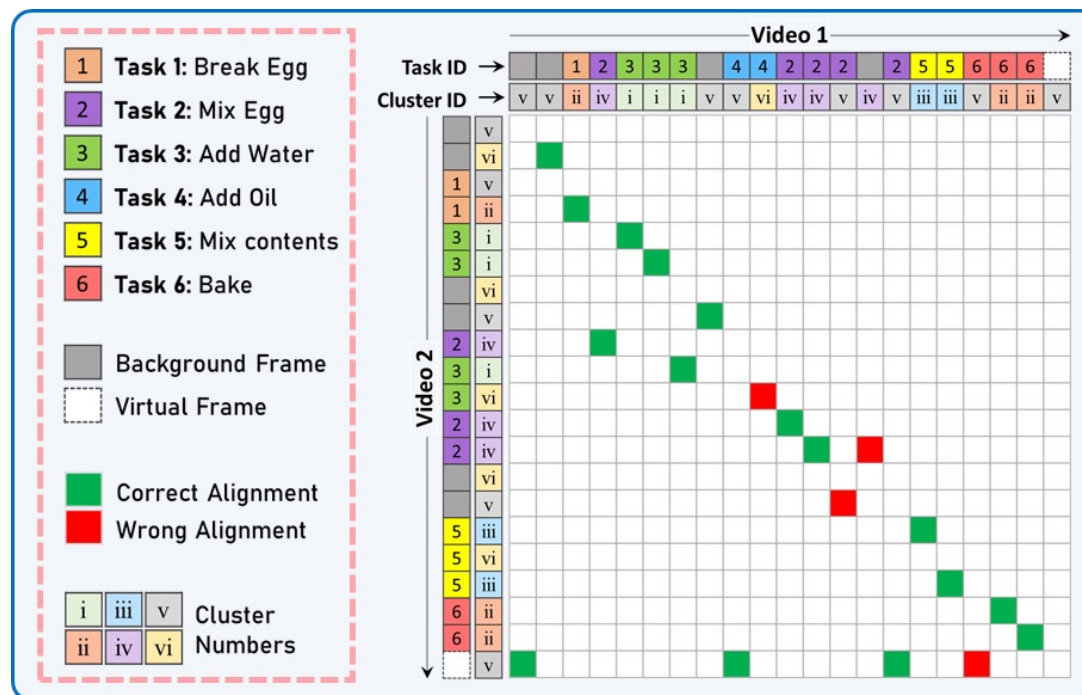 Video 1
Task ID
1 2 3 3 3 4 4 2 2 2 2 5 5 6 6 6
Cluster ID
v v ii iv i i i v v vi iv iv v iv v iii iii v ii ii v
1 Task 1: Break Egg
2 Task 2: Mix Egg
3 Task 3: Add Water
4 Task 4: Add Oil
5 Task 5: Mix contents
6 Task 6: Bake
Background Frame
Virtual Frame
Correct Alignment
Wrong Alignment
i iii v Cluster
ii iv vi Numbers
Video 2
v
vi
1 v
1 ii
3 i
3 i
vi
v
2 iv
3 i
3 vi
2 iv
2 iv
vi
v
5 iii
5 vi
5 iii
6 ii
6 ii
v